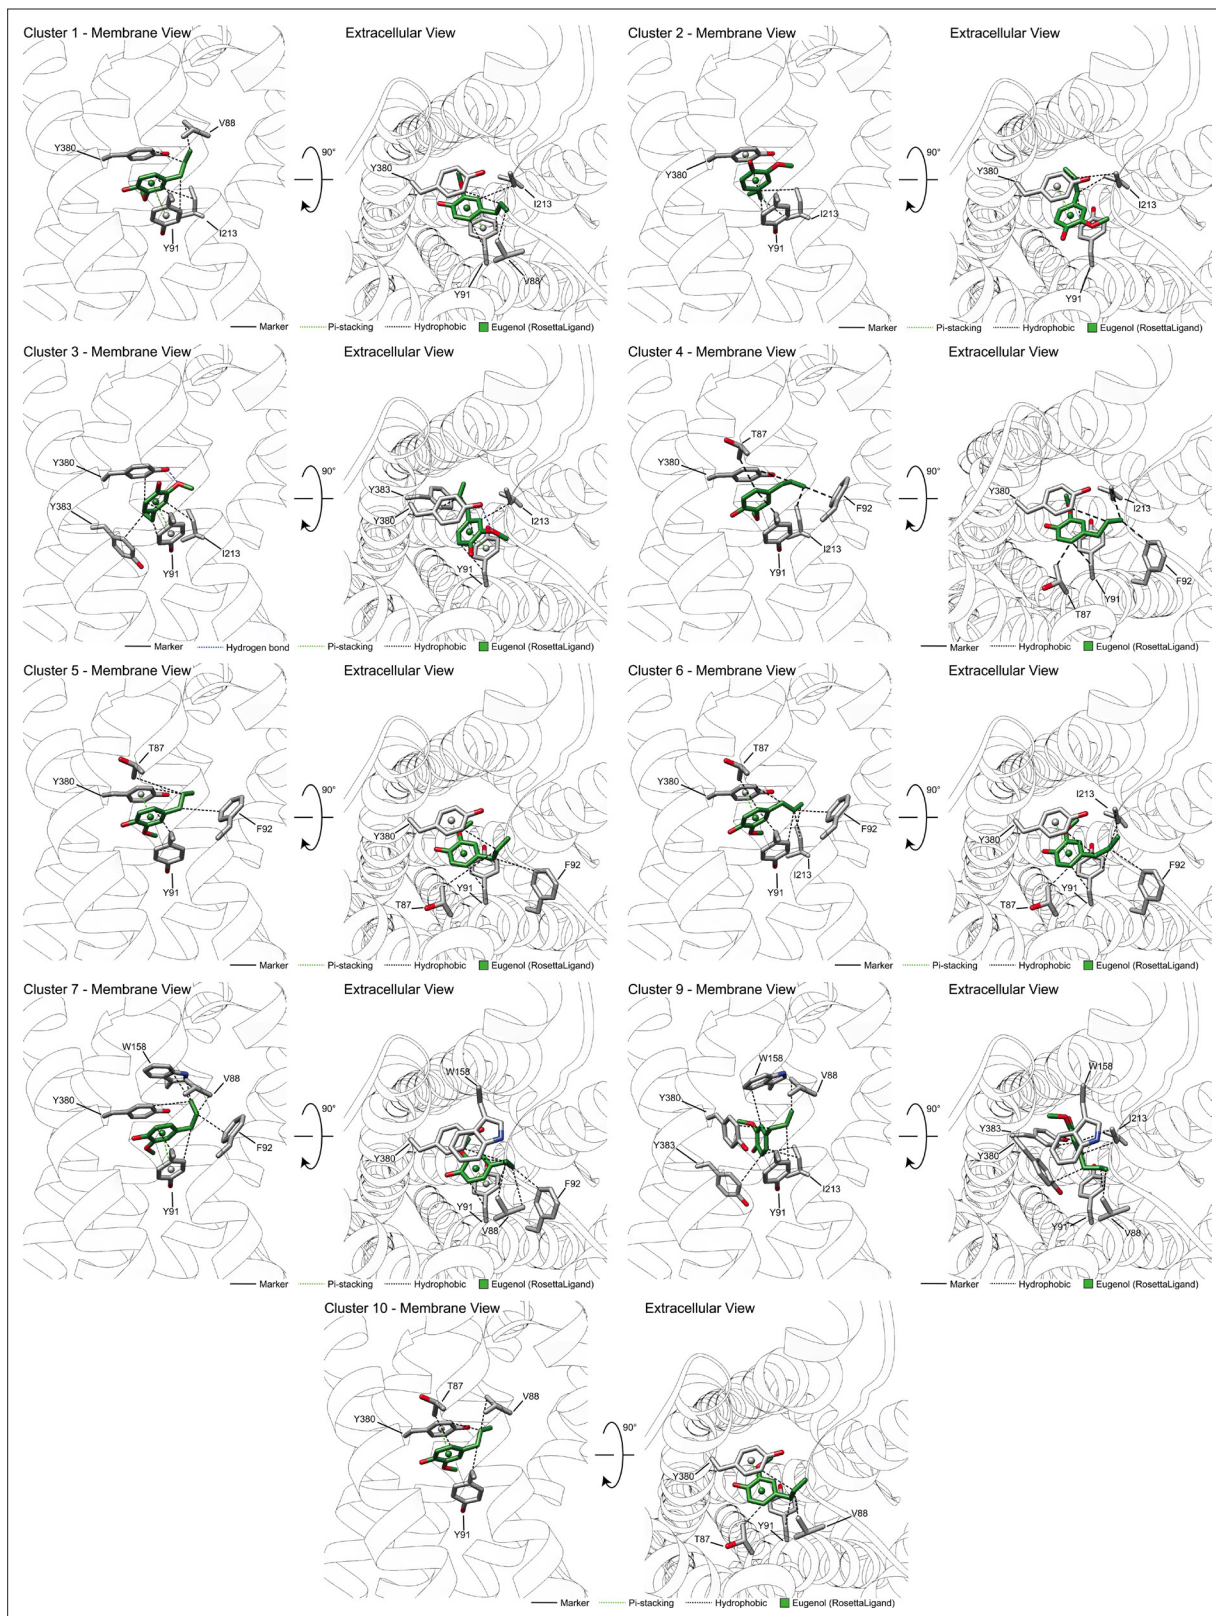 Cluster 1 - Membrane View
Extracellular View
V88
Y380
90°
I213
Y91
Y380
I213
Y91
V88
Marker
Pi-stacking
Hydrophobic
Eugenol (RosettaLigand)
Cluster 2 - Membrane View
Extracellular View
Y380
90°
I213
Y91
Y380
I213
Y91
Marker
Pi-stacking
Hydrophobic
Eugenol (RosettaLigand)
Cluster 3 - Membrane View
Extracellular View
Y380
90°
Y383
I213
Y91
Y383
Y380
I213
Y91
Marker
Hydrogen bond
Pi-stacking
Hydrophobic
Eugenol (RosettaLigand)
Cluster 4 - Membrane View
Extracellular View
T87
Y380
90°
F92
I213
Y91
Y380
I213
F92
Y91
T87
Marker
Hydrophobic
Eugenol (RosettaLigand)
Cluster 5 - Membrane View
Extracellular View
T87
Y380
90°
F92
Y91
Y380
F92
Y91
T87
Marker
Pi-stacking
Hydrophobic
Eugenol (RosettaLigand)
Cluster 6 - Membrane View
Extracellular View
T87
Y380
90°
F92
I213
Y91
I213
Y380
F92
Y91
T87
Marker
Pi-stacking
Hydrophobic
Eugenol (RosettaLigand)
Cluster 7 - Membrane View
Extracellular View
W158
V88
Y380
90°
F92
Y91
W158
Y380
F92
Y91
V88
Marker
Pi-stacking
Hydrophobic
Eugenol (RosettaLigand)
Cluster 9 - Membrane View
Extracellular View
W158
V88
Y380
90°
Y383
I213
Y91
W158
I213
Y383
Y380
Y91
V88
Marker
Hydrophobic
Eugenol (RosettaLigand)
Cluster 10 - Membrane View
Extracellular View
T87
V88
Y380
90°
Y91
Y380
V88
Y91
T87
Marker
Pi-stacking
Hydrophobic
Eugenol (RosettaLigand)